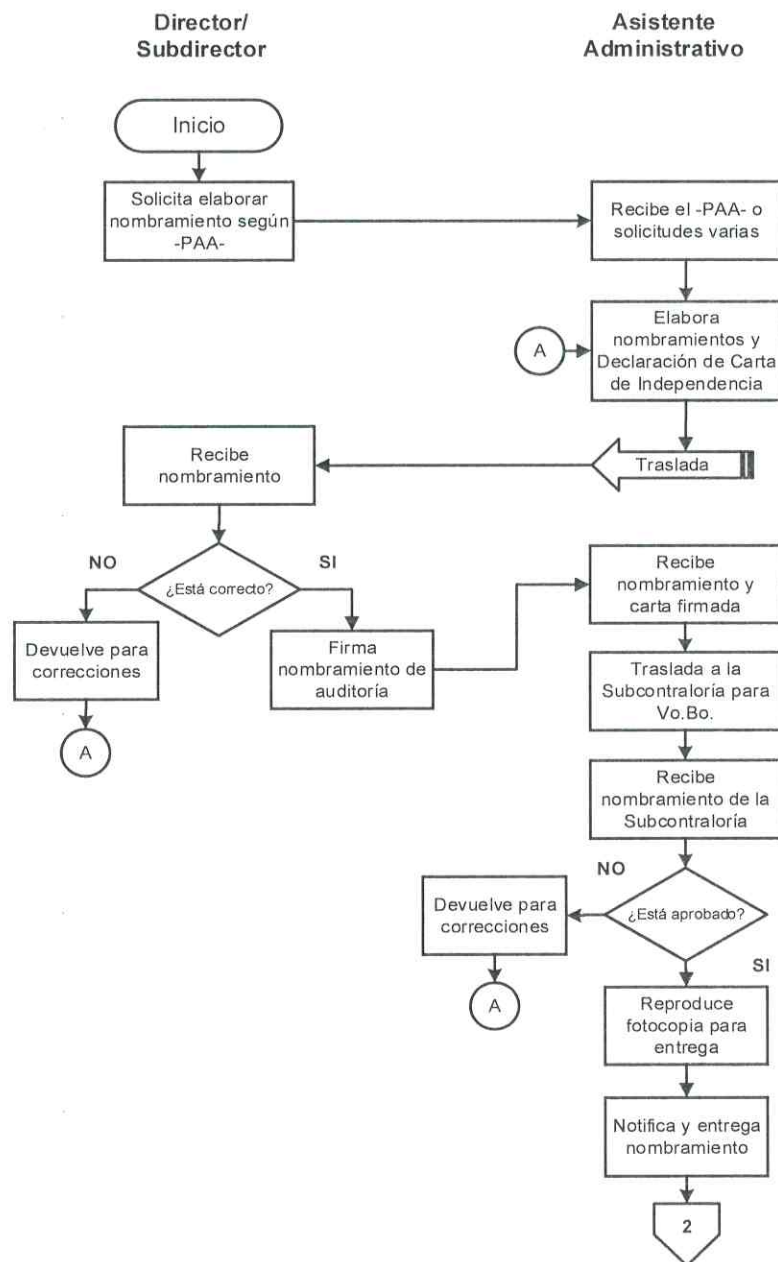 Director/
Subdirector
Asistente
Administrativo
Inicio
Solicita elaborar
nombramiento según
-PAA-
Recibe el -PAA- o
solicitudes varias
Elabora
nombramientos y
Declaración de Carta
de Independencia
A
Traslada
Recibe
nombramiento
NO
¿Está correcto?
SI
Recibe
nombramiento y
carta firmada
Devuelve para
correcciones
Firma
nombramiento de
auditoría
A
Traslada a la
Subcontraloría para
Vo.Bo.
Recibe
nombramiento de la
Subcontraloría
NO
¿Está aprobado?
SI
Devuelve para
correcciones
A
Reproduce
fotocopia para
entrega
Notifica y entrega
nombramiento
2